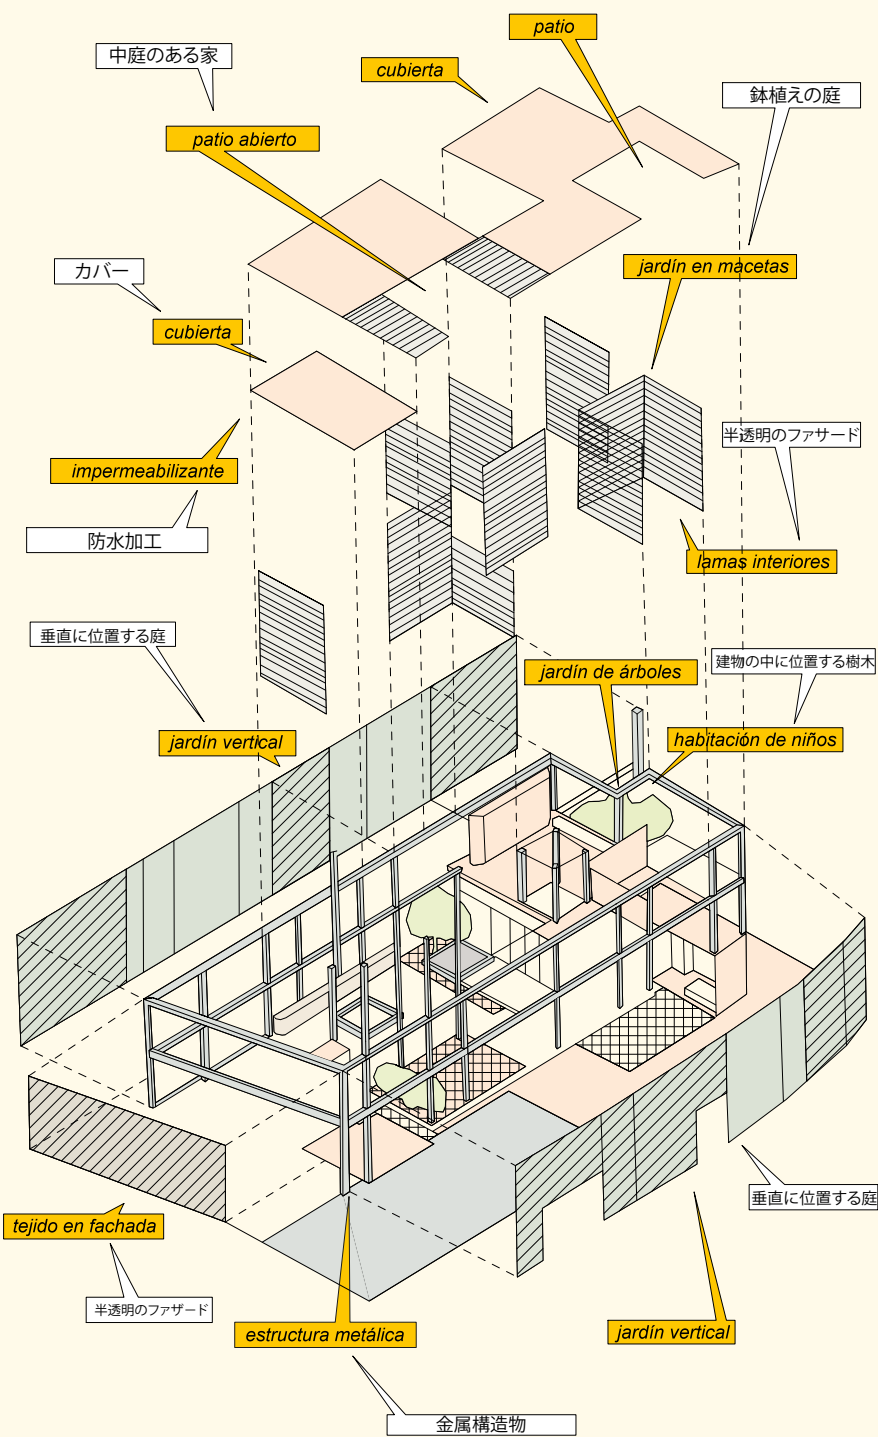 patio
中庭のある家
cubierta
鉢植えの庭
patio abierto
カバー
jardín en macetas
cubierta
半透明のファサード
impermeabilizante
防水加工
lamas interiores
垂直に位置する庭
建物の中に位置する樹木
jardín de árboles
jardín vertical
habitación de niños
垂直に位置する庭
tejido en fachada
半透明のファザード
estructura metálica
jardín vertical
金属構造物